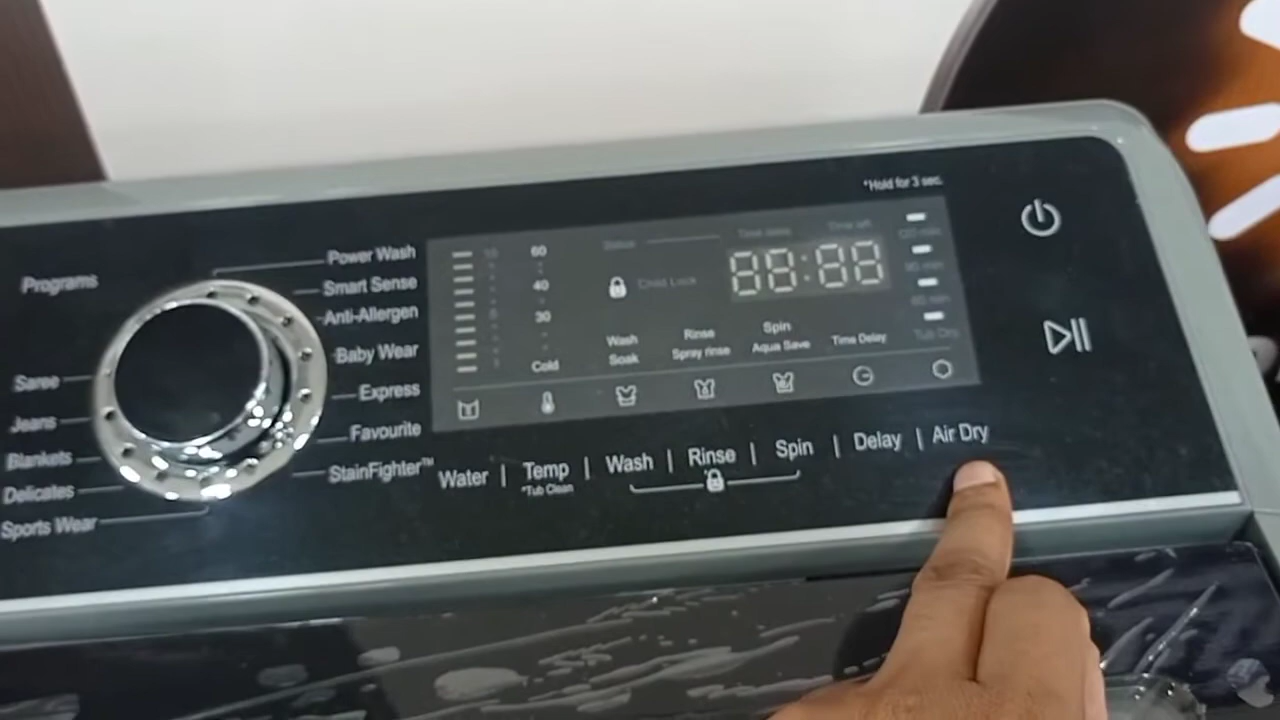 *Hold for 3 sec.
Programs
Power Wash
Smart Sense
Anti-Allergen
Baby Wear
Express
Favourite
StainFighter™
Saree
Jeans
Blankets
Delicates
Sports Wear
60
40
30
Cold
Status
Child Lock
Time delay
Time left
88:88
120 min
90 min
60 min
Tub Dry
Wash
Soak
Rinse
Spray rinse
Spin
Aqua Save
Time Delay
Water | Temp | Wash | Rinse | Spin | Delay | Air Dry
*Tub Clean